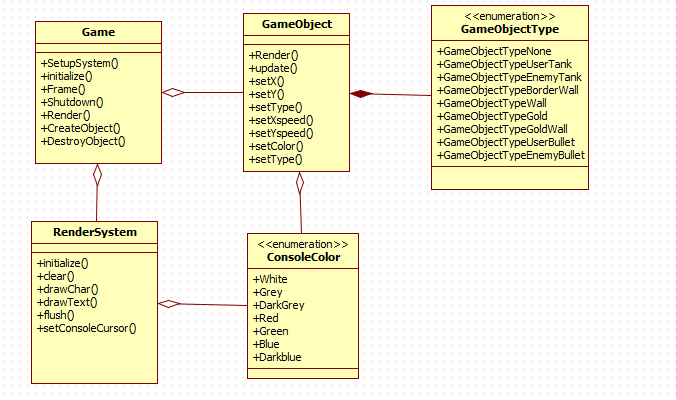 Game
+SetupSystem()
+initialize()
+Frame()
+Shutdown()
+Render()
+CreateObject()
+DestroyObject()
GameObject
+Render()
+update()
+setX()
+setY()
+setType()
+setXspeed()
+setYspeed()
+setColor()
+setType()
<<enumeration>>
GameObjectType
+GameObjectTypeNone
+GameObjectTypeUserTank
+GameObjectTypeEnemyTank
+GameObjectTypeBorderWall
+GameObjectTypeWall
+GameObjectTypeGold
+GameObjectTypeGoldWall
+GameObjectTypeUserBullet
+GameObjectTypeEnemyBullet
RenderSystem
+initialize()
+clear()
+drawChar()
+drawText()
+flush()
+setConsoleCursor()
<<enumeration>>
ConsoleColor
+White
+Grey
+DarkGrey
+Red
+Green
+Blue
+Darkblue